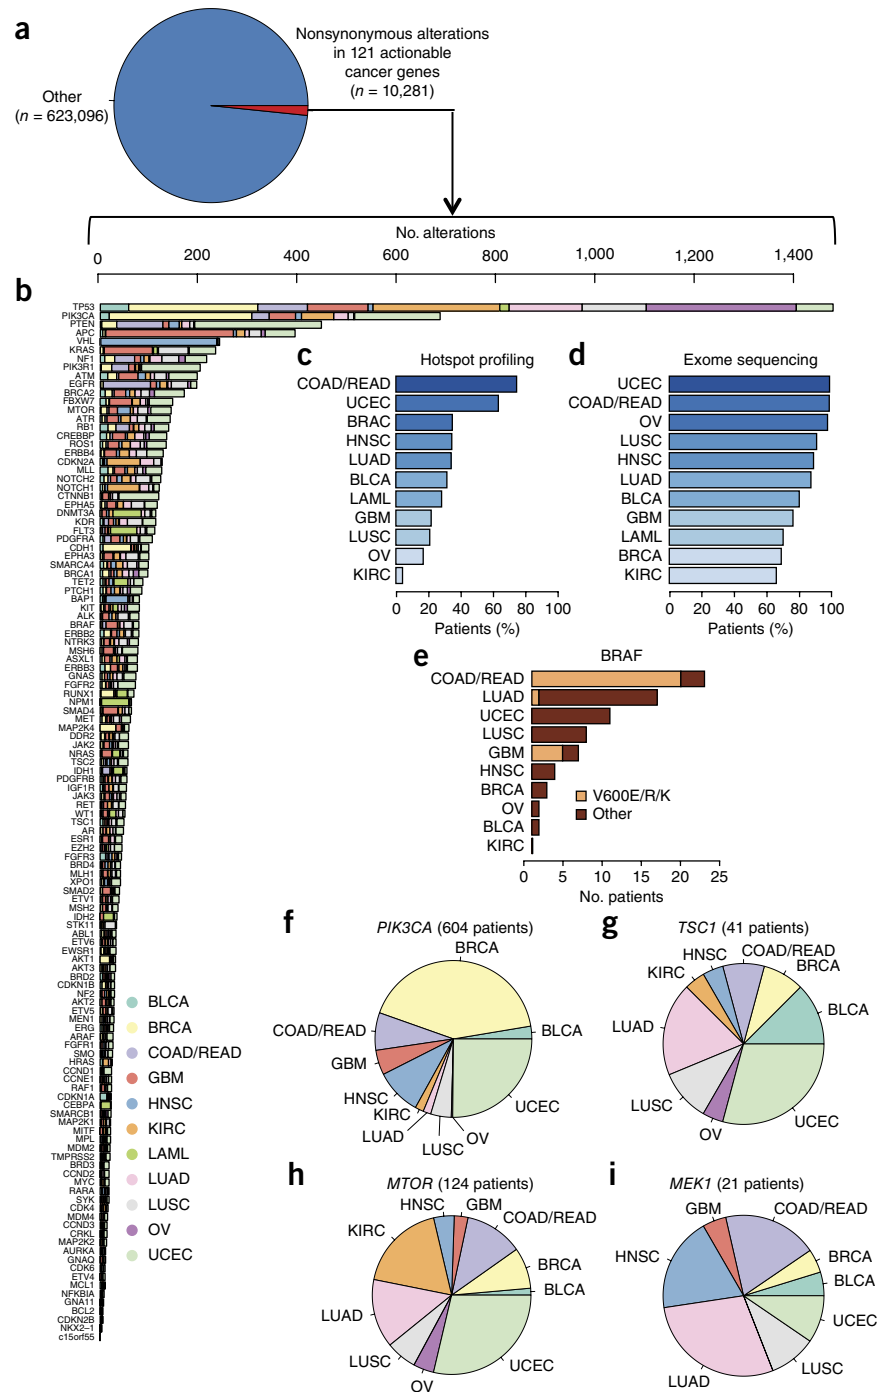 a
Nonsynonymous alterations
in 121 actionable
cancer genes
(n = 10,281)
Other
(n = 623,096)
No. alterations
0 200 400 600 800 1,000 1,200 1,400
b
TP53
PIK3CA
PTEN
APC
VHL
KRAS
NF1
PIK3R1
ATM
EGFR
BRCA2
FBXW7
MTOR
ATR
RB1
CREBBP
ROS1
ERBB4
CDKN2A
MLL
NOTCH2
NOTCH1
CTNNB1
EPHA5
DNMT3A
KDR
FLT3
PDGFRA
CDH1
EPHA3
SMARCA4
BRCA1
TET2
PTCH1
BAP1
KIT
ALK
BRAF
ERBB2
NTRK3
MSH6
ASXL1
ERBB3
GNAS
FGFR2
RUNX1
NPM1
SMAD4
MET
MAP2K4
DDR2
JAK2
NRAS
TSC2
IDH1
PDGFRB
IGF1R
JAK3
RET
WT1
TSC1
AR
ESR1
EZH2
FGFR3
BRD4
MLH1
XPO1
SMAD2
ETV1
MSH2
IDH2
STK11
ABL1
ETV6
EWSR1
AKT1
AKT3
BRD2
CDKN1B
NF2
AKT2
ETV5
MEN1
ERG
ARAF
FGFR1
SMO
HRAS
CCND1
CCNE1
RAF1
CDKN1A
CEBPA
SMARCB1
MAP2K1
MITF
MPL
MDM2
TMPRSS2
BRD3
CCND2
MYC
RARA
SYK
CDK4
MDM4
CCND3
CRKL
MAP2K2
AURKA
GNAQ
CDK6
ETV4
MCL1
NFKBIA
GNA11
BCL2
CDKN2B
NKX2–1
c15orf55
BLCA
BRCA
COAD/READ
GBM
HNSC
KIRC
LAML
LUAD
LUSC
OV
UCEC
c
Hotspot profiling
COAD/READ
UCEC
BRAC
HNSC
LUAD
BLCA
LAML
GBM
LUSC
OV
KIRC
0 20 40 60 80 100
Patients (%)
d
Exome sequencing
UCEC
COAD/READ
OV
LUSC
HNSC
LUAD
BLCA
GBM
LAML
BRCA
KIRC
0 20 40 60 80 100
Patients (%)
e
BRAF
COAD/READ
LUAD
UCEC
LUSC
GBM
HNSC
BRCA
OV
BLCA
KIRC
V600E/R/K
Other
0 5 10 15 20 25
No. patients
f
PIK3CA (604 patients)
BRCA
COAD/READ
BLCA
GBM
HNSC
KIRC
LUAD
LUSC
OV
UCEC
g
TSC1 (41 patients)
HNSC
COAD/READ
BRCA
KIRC
BLCA
LUAD
LUSC
OV
UCEC
h
MTOR (124 patients)
HNSC
GBM
COAD/READ
KIRC
BRCA
BLCA
LUAD
LUSC
OV
UCEC
i
MEK1 (21 patients)
GBM
COAD/READ
HNSC
BRCA
BLCA
UCEC
LUSC
LUAD